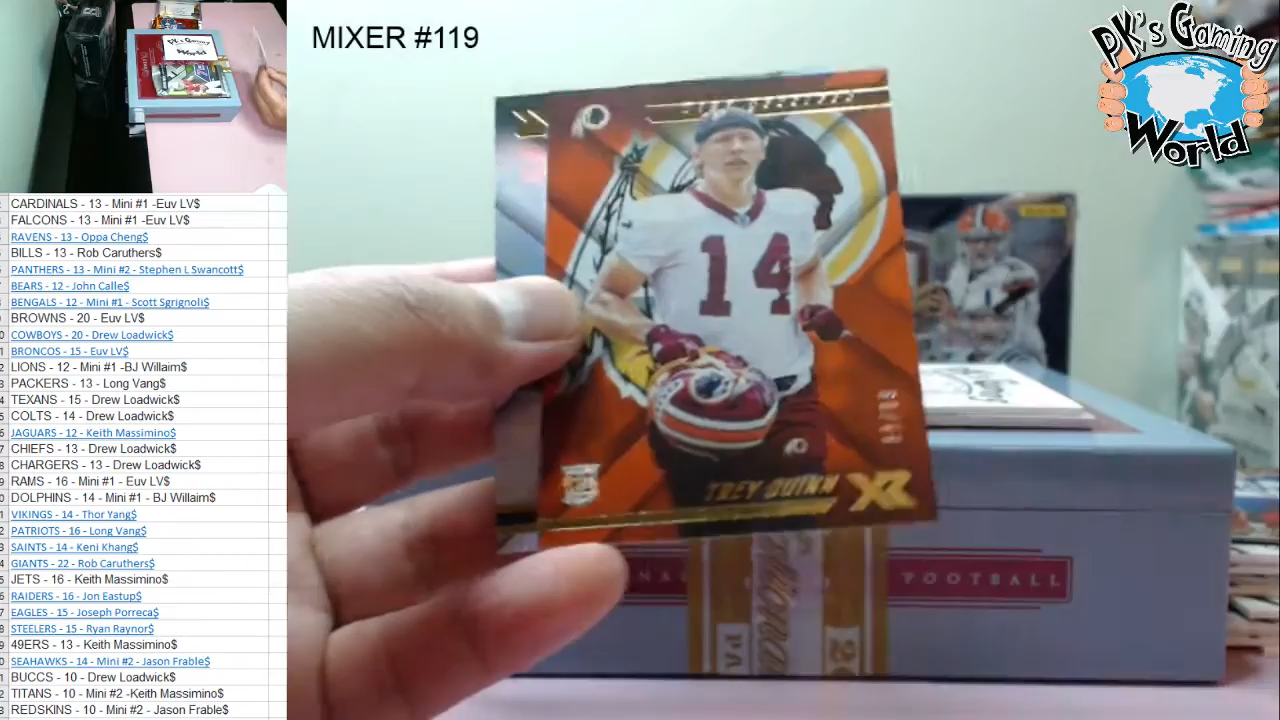 MIXER #119
PK's Gaming
World
PK's Gaming
World
CARDINALS - 13 - Mini #1 -Euv LV$
FALCONS - 13 - Mini #1 -Euv LV$
RAVENS - 13 - Oppa Cheng$
BILLS - 13 - Rob Caruthers$
PANTHERS - 13 - Mini #2 - Stephen L Swancott$
BEARS - 12 - John Calle$
BENGALS - 12 - Mini #1 - Scott Sgrignoli$
BROWNS - 20 - Euv LV$
COWBOYS - 20 - Drew Loadwick$
BRONCOS - 15 - Euv LV$
LIONS - 12 - Mini #1 -BJ Willaim$
PACKERS - 13 - Long Vang$
TEXANS - 15 - Drew Loadwick$
COLTS - 14 - Drew Loadwick$
JAGUARS - 12 - Keith Massimino$
CHIEFS - 13 - Drew Loadwick$
CHARGERS - 13 - Drew Loadwick$
RAMS - 16 - Mini #1 - Euv LV$
DOLPHINS - 14 - Mini #1 - BJ Willaim$
VIKINGS - 14 - Thor Yang$
PATRIOTS - 16 - Long Vang$
SAINTS - 14 - Keni Khang$
GIANTS - 22 - Rob Caruthers$
JETS - 16 - Keith Massimino$
RAIDERS - 16 - Jon Eastup$
EAGLES - 15 - Joseph Porreca$
STEELERS - 15 - Ryan Raynor$
49ERS - 13 - Keith Massimino$
SEAHAWKS - 14 - Mini #2 - Jason Frable$
BUCCS - 10 - Drew Loadwick$
TITANS - 10 - Mini #2 -Keith Massimino$
REDSKINS - 10 - Mini #2 - Jason Frable$
14
TREY QUINN XR
FOOTBALL
PA